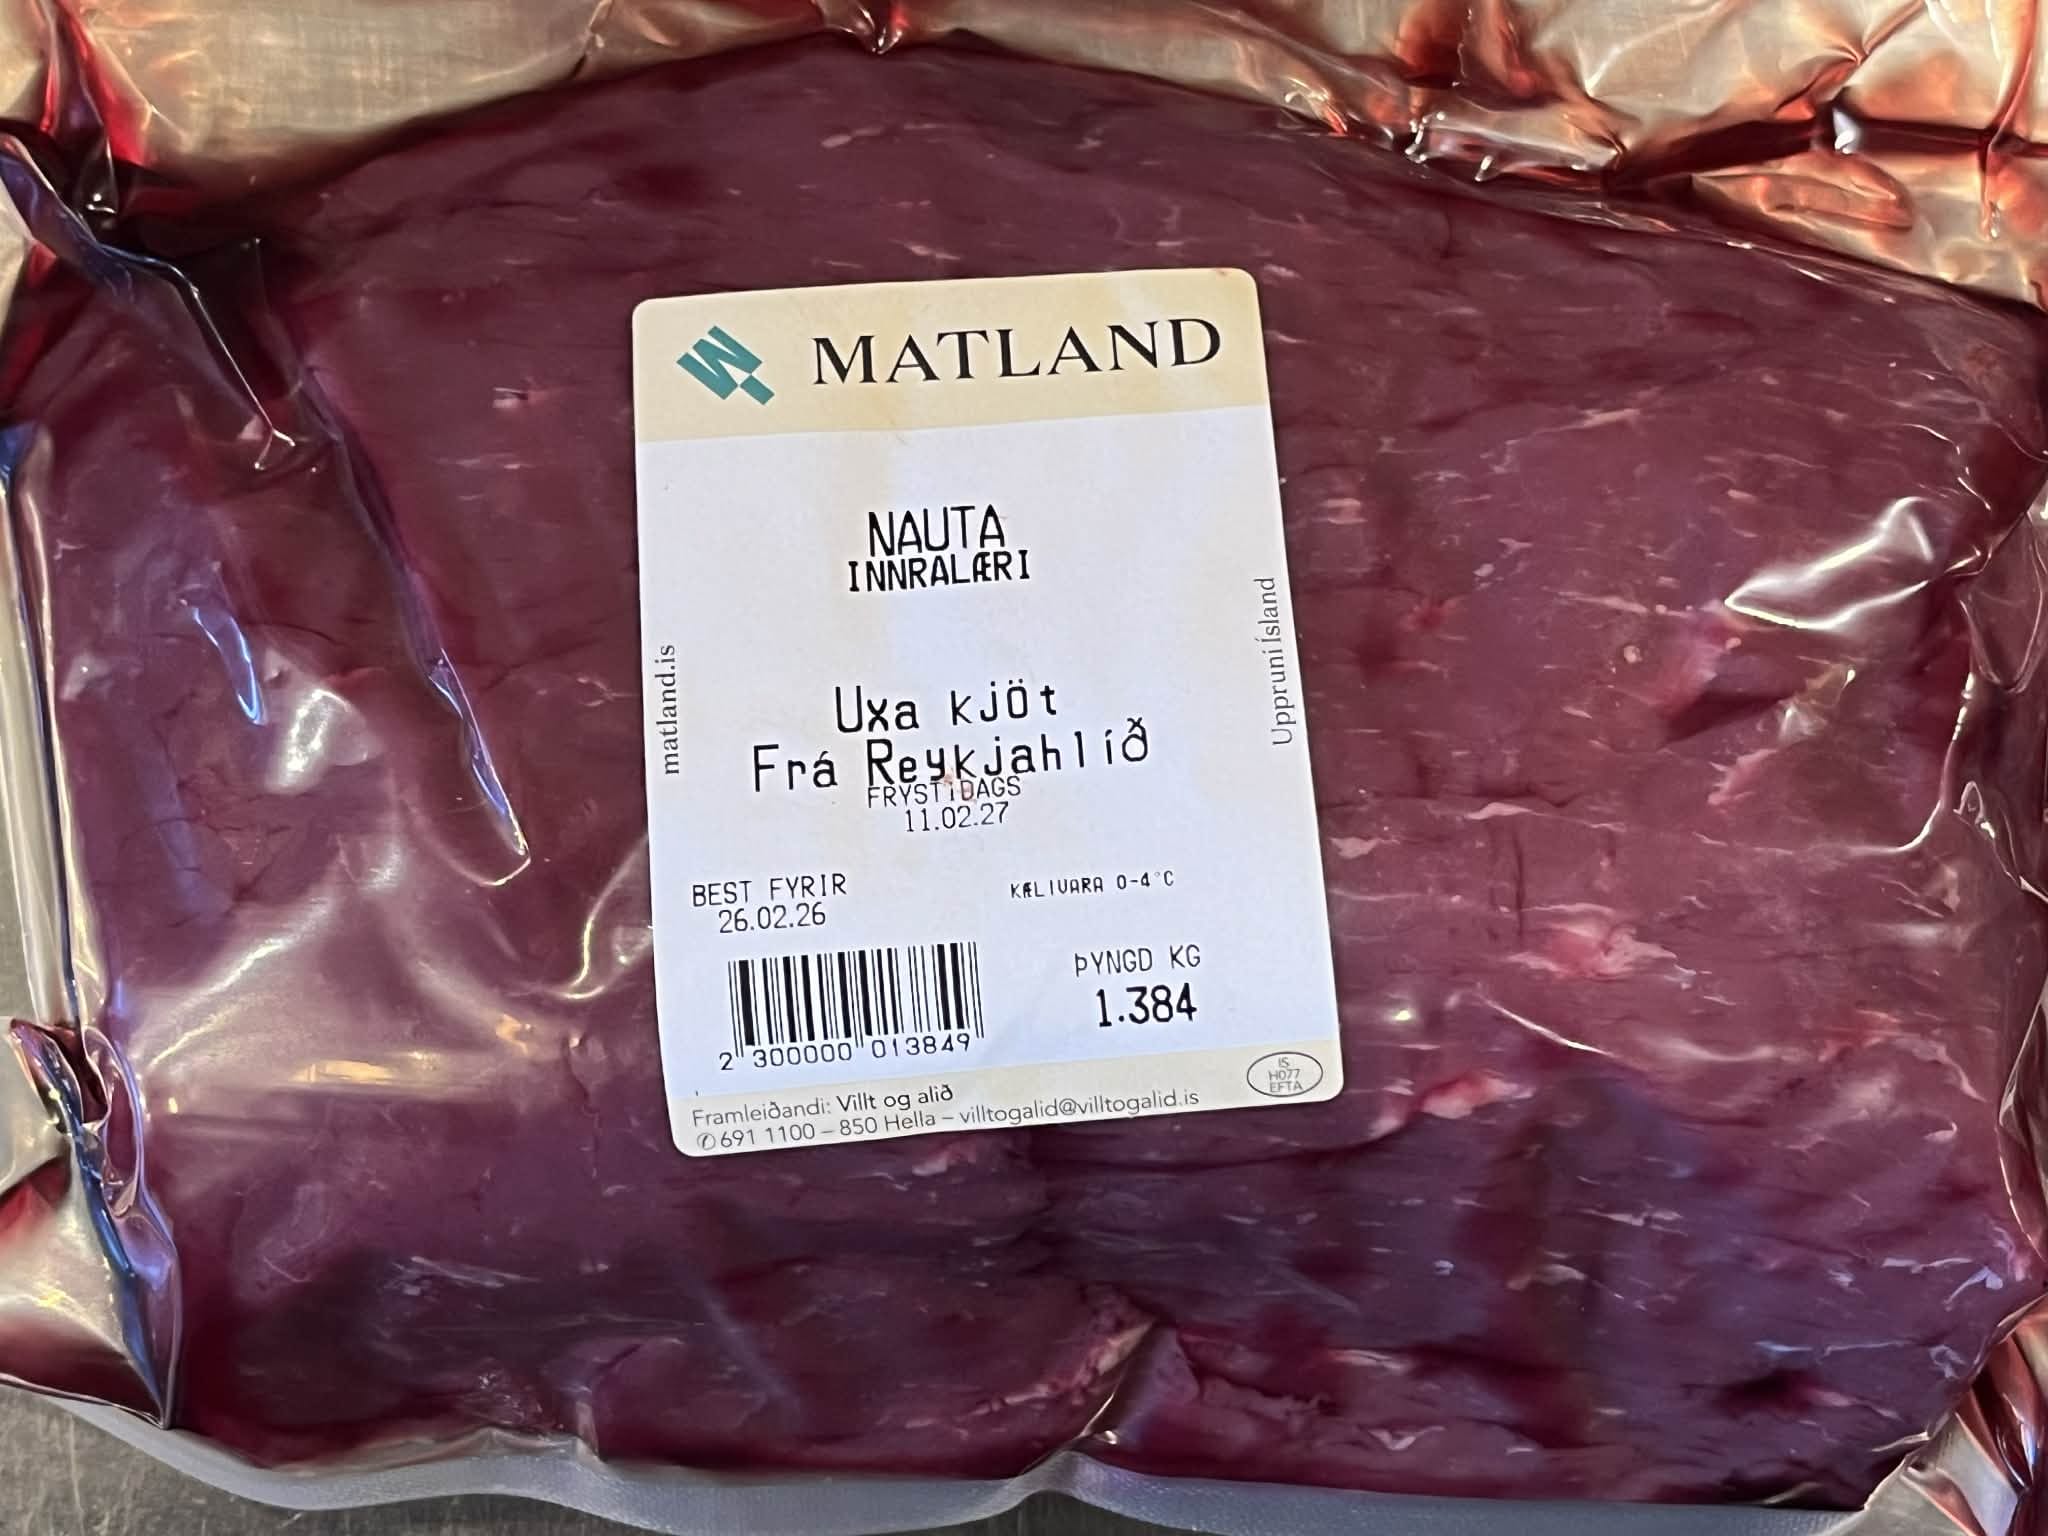 MATLAND
NAUTA
INNRALÆRI
Uxa kjöt
Frá Reykjahlíð
FRYSTIDAGS
11.02.27
matland.is
Uppruni Ísland
BEST FYRIR
26.02.26
KÆLIVARA 0-4°C
ÞYNGD KG
1.384
2 300000 013849
IS
H077
EFTA
Framleiðandi: Villt og alið
✆ 691 1100 – 850 Hella – villtogalid@villtogalid.is